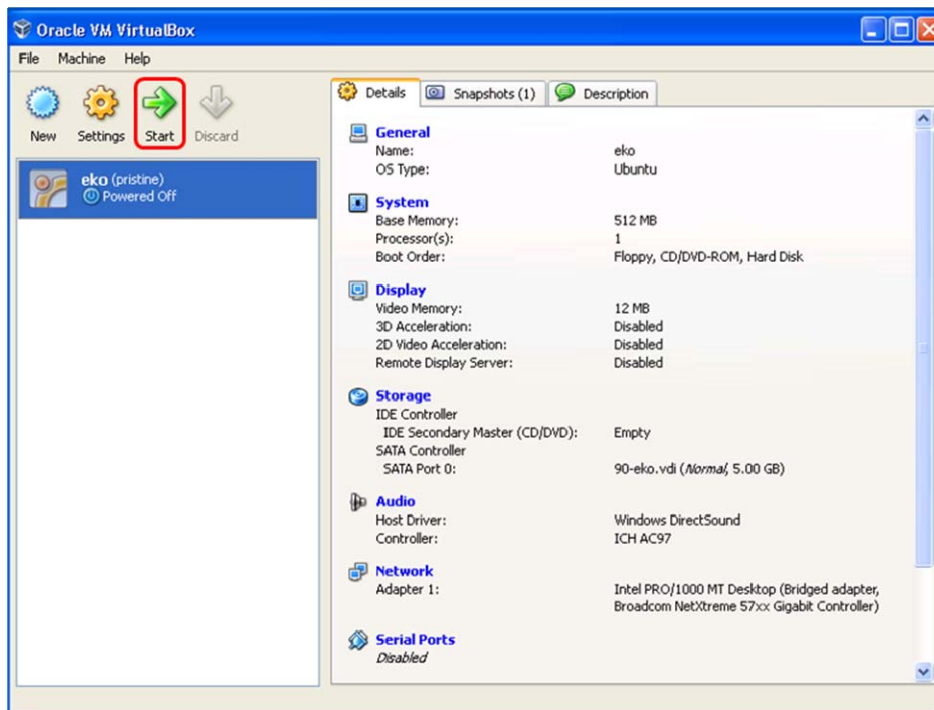 Oracle VM VirtualBox
File Machine Help
New Settings Start Discard
eko (pristine)
Powered Off
Details Snapshots (1) Description
General
Name: eko
OS Type: Ubuntu
System
Base Memory: 512 MB
Processor(s): 1
Boot Order: Floppy, CD/DVD-ROM, Hard Disk
Display
Video Memory: 12 MB
3D Acceleration: Disabled
2D Video Acceleration: Disabled
Remote Display Server: Disabled
Storage
IDE Controller
IDE Secondary Master (CD/DVD): Empty
SATA Controller
SATA Port 0: 90-eko.vdi (Normal, 5.00 GB)
Audio
Host Driver: Windows DirectSound
Controller: ICH AC97
Network
Adapter 1: Intel PRO/1000 MT Desktop (Bridged adapter,
Broadcom NetXtreme 57xx Gigabit Controller)
Serial Ports
Disabled